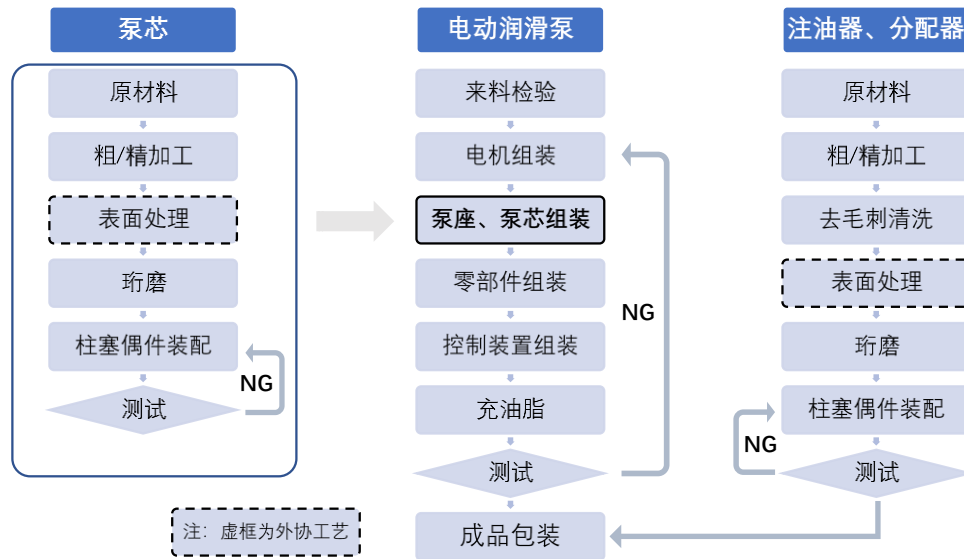 泵芯
原材料
粗/精加工
表面处理
珩磨
柱塞偶件装配
NG
测试
电动润滑泵
来料检验
电机组装
泵座、泵芯组装
零部件组装
NG
控制装置组装
充油脂
测试
成品包装
注油器、分配器
原材料
粗/精加工
去毛刺清洗
表面处理
珩磨
柱塞偶件装配
NG
测试
注：虚框为外协工艺